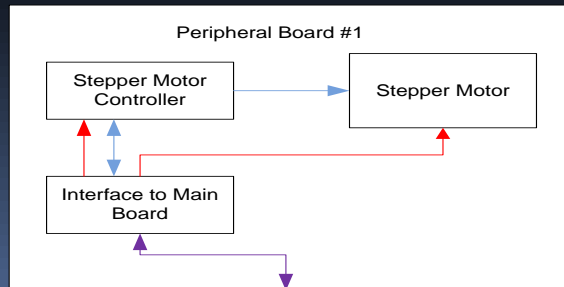 Peripheral Board #1
Stepper Motor
Controller
Stepper Motor
Interface to Main
Board